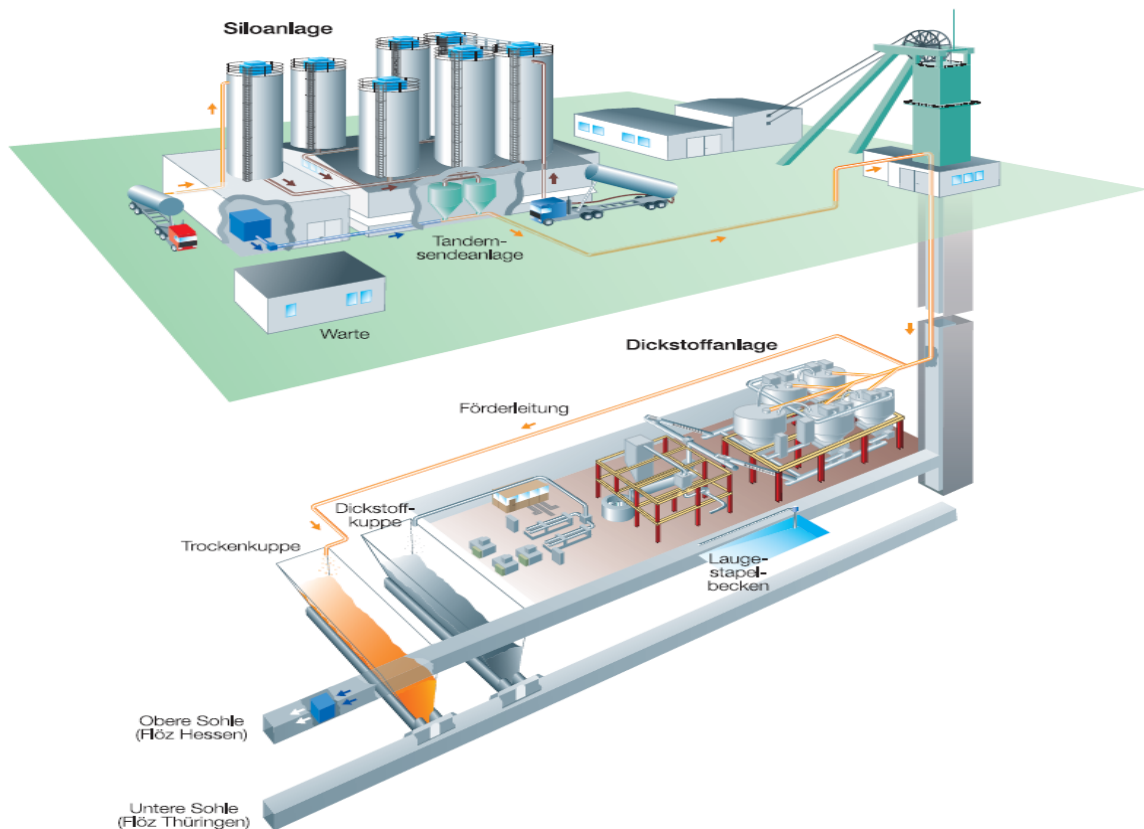 Siloanlage
Tandem-
sendeanlage
Warte
Dickstoffanlage
Förderleitung
Dickstoff-
kuppe
Trockenkuppe
Lauge-
stapel-
becken
Obere Sohle
(Flöz Hessen)
Untere Sohle
(Flöz Thüringen)